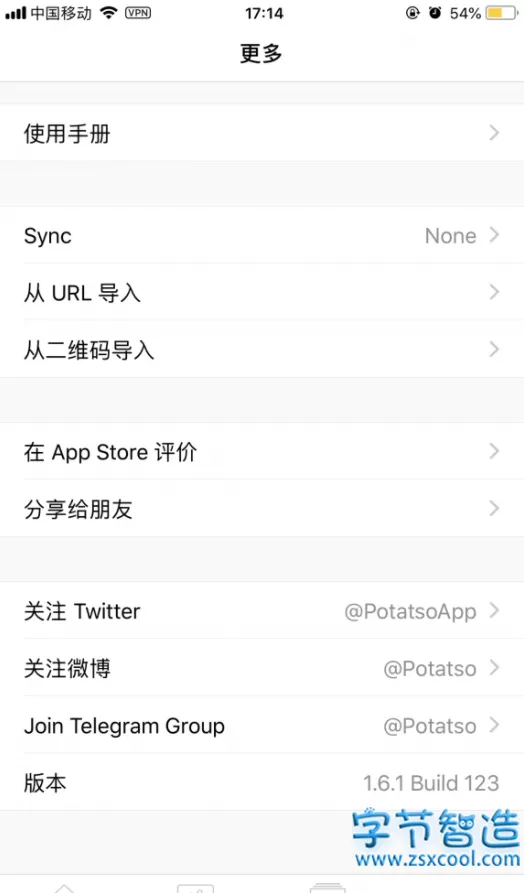 中国移动 VPN 17:14 54%
更多
使用手册
Sync None
从 URL 导入
从二维码导入
在 App Store 评价
分享给朋友
关注 Twitter @PotatsoApp
关注微博 @Potatso
Join Telegram Group @Potatso
版本 1.6.1 Build 123
字节智造
www.zsxcool.com